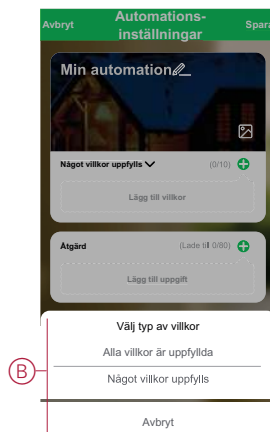 Avbryt
Automations-
inställningar
Spara
Min automation
Något villkor uppfylls
(0/10)
Lägg till villkor
Åtgärd
(Lade till 0/80)
Lägg till uppgift
Välj typ av villkor
Alla villkor är uppfyllda
Något villkor uppfylls
B
Avbryt